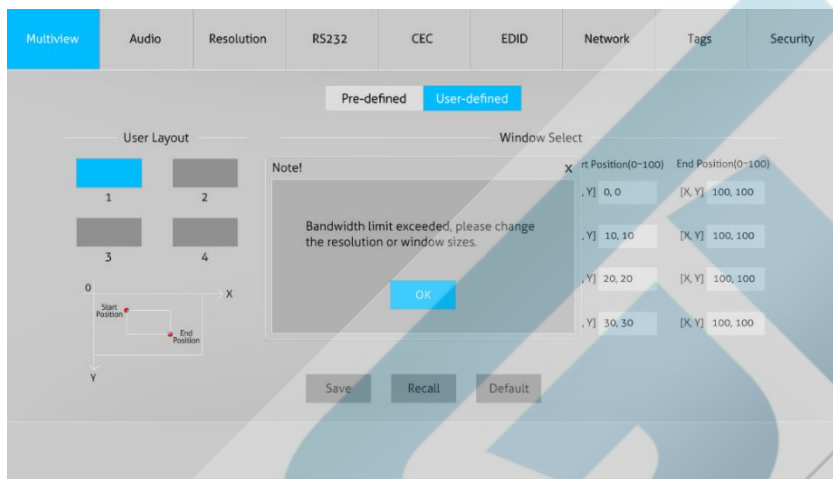 Multiview Audio Resolution RS232 CEC EDID Network Tags Security
Pre-defined User-defined
User Layout
Window Select
1 2
3 4
0
X
Start
Position
End
Position
Y
Note! x
Bandwidth limit exceeded, please change
the resolution or window sizes.
OK
rt Position(0~100) End Position(0~100)
, Y] 0, 0 [X, Y] 100, 100
, Y] 10, 10 [X, Y] 100, 100
, Y] 20, 20 [X, Y] 100, 100
, Y] 30, 30 [X, Y] 100, 100
Save Recall Default